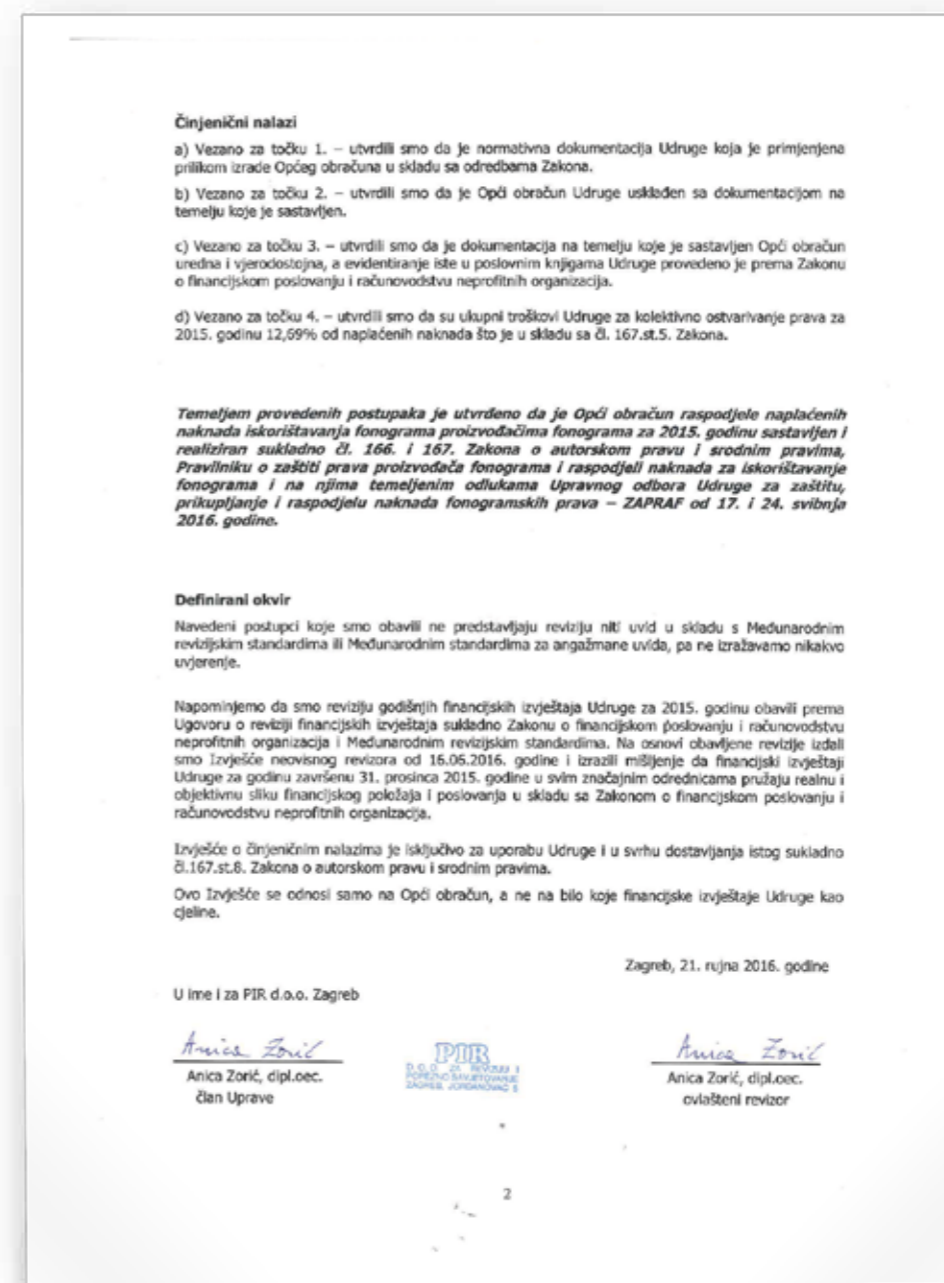 Činjenični nalazi
a) Vezano za točku 1. – utvrdili smo da je normativna dokumentacija Udruge koja je primjenjena
prilikom izrade Općeg obračuna u skladu sa odredbama Zakona.
b) Vezano za točku 2. – utvrdili smo da je Opći obračun Udruge usklađen sa dokumentacijom na
temelju koje je sastavljen.
c) Vezano za točku 3. – utvrdili smo da je dokumentacija na temelju koje je sastavljen Opći obračun
uredna i vjerodostojna, a evidentiranje iste u poslovnim knjigama Udruge provedeno je prema Zakonu
o financijskom poslovanju i računovodstvu neprofitnih organizacija.
d) Vezano za točku 4. – utvrdili smo da su ukupni troškovi Udruge za kolektivno ostvarivanje prava za
2015. godinu 12,69% od naplaćenih naknada što je u skladu sa čl. 167.st.5. Zakona.
Temeljem provedenih postupaka je utvrđeno da je Opći obračun raspodjele naplaćenih
naknada iskorištavanja fonograma proizvođačima fonograma za 2015. godinu sastavljen i
realiziran sukladno čl. 166. i 167. Zakona o autorskom pravu i srodnim pravima,
Pravilniku o zaštiti prava proizvođača fonograma i raspodjeli naknada za iskorištavanje
fonograma i na njima temeljenim odlukama Upravnog odbora Udruge za zaštitu,
prikupljanje i raspodjelu naknada fonogramskih prava – ZAPRAF od 17. i 24. svibnja
2016. godine.
Definirani okvir
Navedeni postupci koje smo obavili ne predstavljaju reviziju niti uvid u skladu s Međunarodnim
revizijskim standardima ili Međunarodnim standardima za angažmane uvida, pa ne izražavamo nikakvo
uvjerenje.
Napominjemo da smo reviziju godišnjih financijskih izvještaja Udruge za 2015. godinu obavili prema
Ugovoru o reviziji financijskih izvještaja sukladno Zakonu o financijskom poslovanju i računovodstvu
neprofitnih organizacija i Međunarodnim revizijskim standardima. Na osnovi obavljene revizije izdali
smo Izvješće neovisnog revizora od 16.06.2016. godine i izrazili mišljenje da financijski izvještaji
Udruge za godinu završenu 31. prosinca 2015. godine u svim značajnim odrednicama pružaju realnu i
objektivnu sliku financijskog položaja i poslovanja u skladu sa Zakonom o financijskom poslovanju i
računovodstvu neprofitnih organizacija.
Izvješće o činjeničnim nalazima je isključivo za uporabu Udruge i u svrhu dostavljanja istog sukladno
čl.167.st.8. Zakona o autorskom pravu i srodnim pravima.
Ovo Izvješće se odnosi samo na Opći obračun, a ne na bilo koje financijske izvještaje Udruge kao
cjeline.
Zagreb, 21. rujna 2016. godine
U ime i za PIR d.o.o. Zagreb
Anica Zorić
Anica Zorić, dipl.oec.
član Uprave
PIR
D.O.O. ZA REVIZIJU I
POREZNO SAVJETOVANJE
ZAGREB, JORDANOVAC
Anica Zorić
Anica Zorić, dipl.oec.
ovlašteni revizor
2